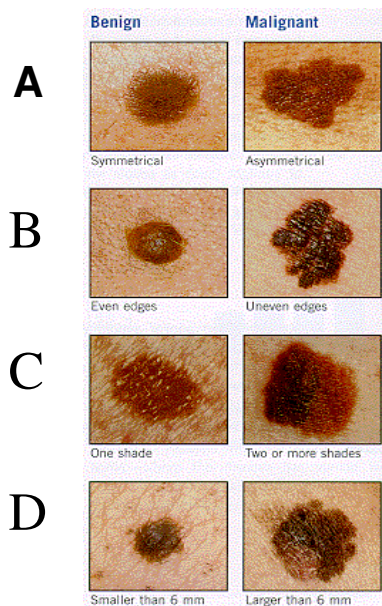 Benign Malignant
A
Symmetrical Asymmetrical
B
Even edges Uneven edges
C
One shade Two or more shades
D
Smaller than 6 mm Larger than 6 mm